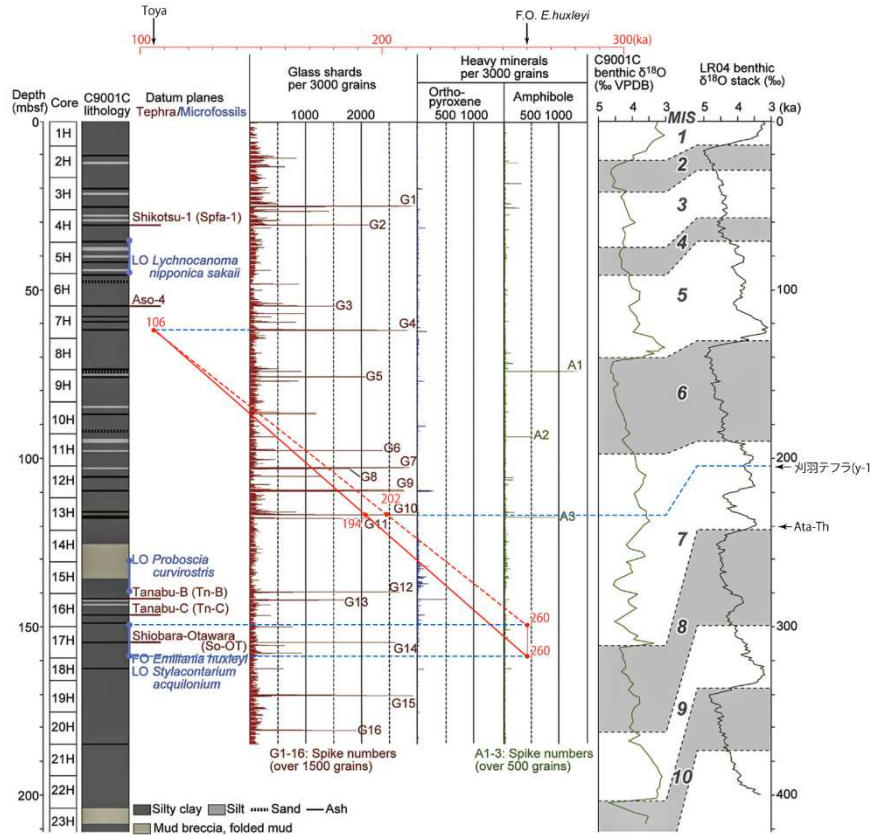 Toya
F.O. E.huxleyi
100
200
300(ka)
Glass shards
per 3000 grains
Heavy minerals
per 3000 grains
Ortho-
pyroxene
Amphibole
C9001C
benthic δ18O
(‰ VPDB)
LR04 benthic
δ18O stack (‰)
Depth
(mbsf)
Core
C9001C
lithology
Datum planes
Tephra/Microfossils
1000
2000
500 1000
500 1000
5
4
3
MIS
5
4
3
(ka)
0
50
100
150
200
1H
2H
3H
4H
5H
6H
7H
8H
9H
10H
11H
12H
13H
14H
15H
16H
17H
18H
19H
20H
21H
22H
23H
Shikotsu-1 (Spfa-1)
LO Lychnocanoma
nipponica sakaii
Aso-4
106
LO Proboscia
curvirostris
Tanabu-B (Tn-B)
Tanabu-C (Tn-C)
Shiobara-Otawara
(So-OT)
FO Emiliania huxleyi
LO Stylacontarium
acquilonium
G1
G2
G3
G4
G5
G6
G7
G8
G9
202
G10
194
G11
G12
G13
G14
G15
G16
A1
A2
A3
260
260
1
2
3
4
5
6
7
8
9
10
0
100
200
300
400
刈羽テフラ(y-1
Ata-Th
G1-16: Spike numbers
(over 1500 grains)
A1-3: Spike numbers
(over 500 grains)
Silty clay
Silt
Sand
Ash
Mud breccia, folded mud